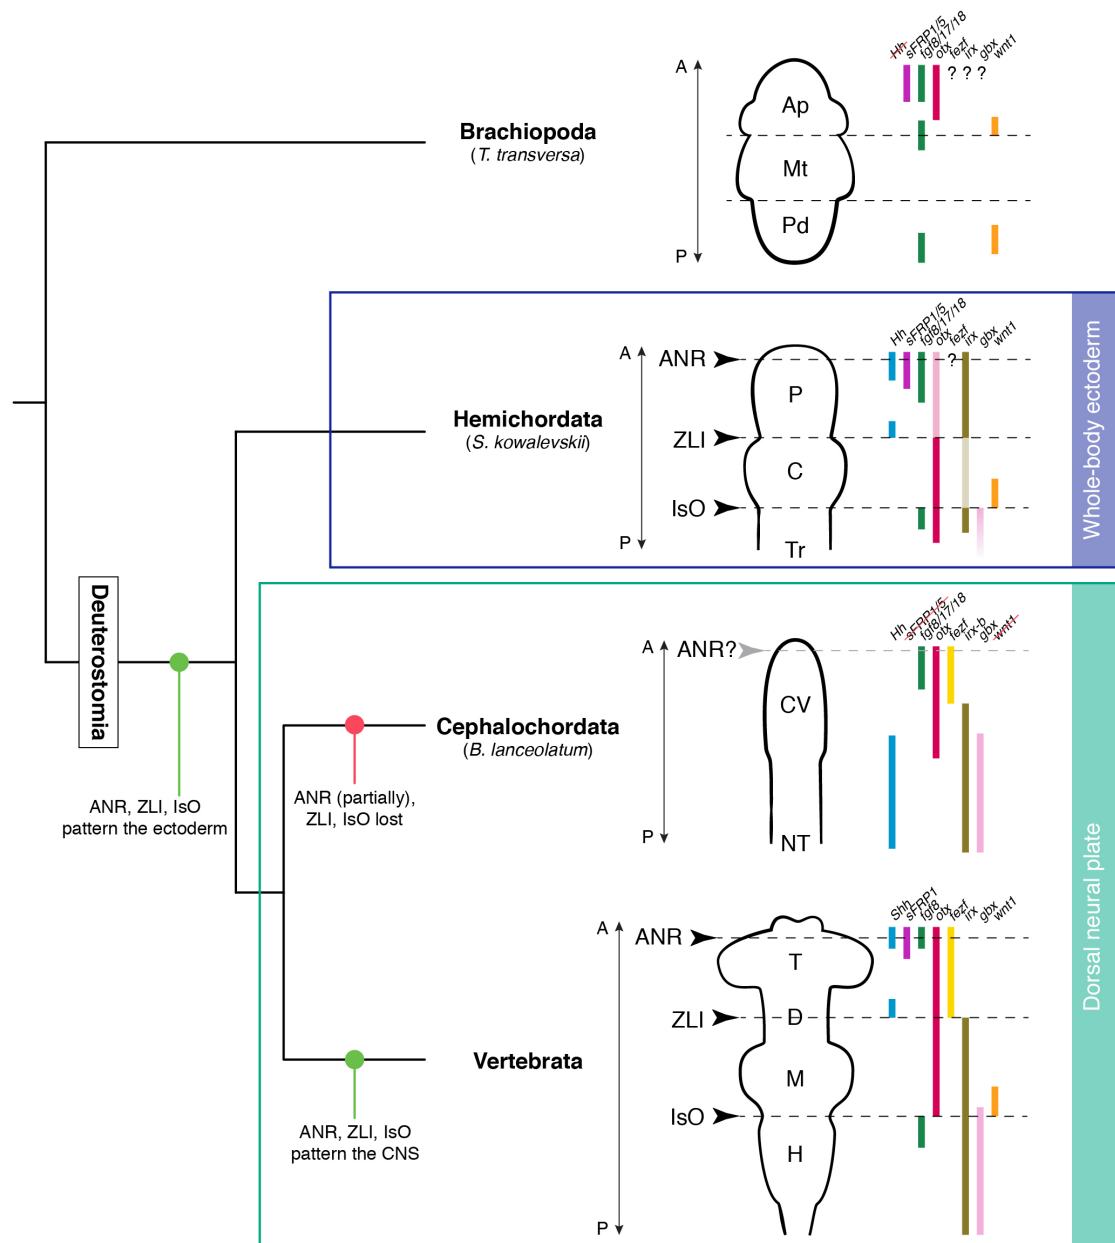 Hh sFRP1/5 fgf8/17/18 otx fezf irx gbx wnt1
A
? ? ?
Ap
Brachiopoda
(T. transversa)
Mt
Pd
P
Hh sFRP1/5 fgf8/17/18 otx fezf irx gbx wnt1
A
ANR
?
P
Hemichordata
(S. kowalevskii)
ZLI
C
IsO
P
Tr
Whole-body ectoderm
Deuterostomia
ANR, ZLI, IsO
pattern the ectoderm
Hh sFRP1/5 fgf8/17/18 otx fezf irx-b gbx wnt1
A
ANR?
CV
Cephalochordata
(B. lanceolatum)
ANR (partially),
ZLI, IsO lost
P
NT
Shh sFRP1 fgf8 otx fezf irx gbx wnt1
A
ANR
T
ZLI
D
Vertebrata
M
IsO
ANR, ZLI, IsO
pattern the CNS
H
P
Dorsal neural plate